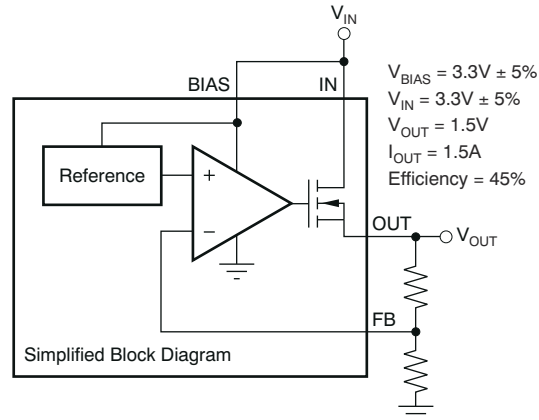 V_IN
BIAS
IN
V_BIAS = 3.3V ± 5%
V_IN = 3.3V ± 5%
V_OUT = 1.5V
I_OUT = 1.5A
Efficiency = 45%
Reference
+
−
OUT
V_OUT
FB
Simplified Block Diagram